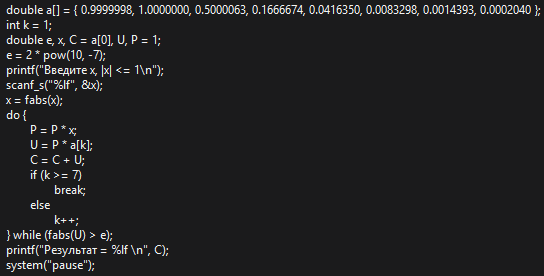 double a[] = { 0.9999998, 1.0000000, 0.5000063, 0.1666674, 0.0416350, 0.0083298, 0.0014393, 0.0002040 };
int k = 1;
double e, x, C = a[0], U, P = 1;
e = 2 * pow(10, -7);
printf("Введите x, |x| <= 1\n");
scanf_s("%lf", &x);
x = fabs(x);
do {
P = P * x;
U = P * a[k];
C = C + U;
if (k >= 7)
break;
else
k++;
} while (fabs(U) > e);
printf("Результат = %lf \n", C);
system("pause");